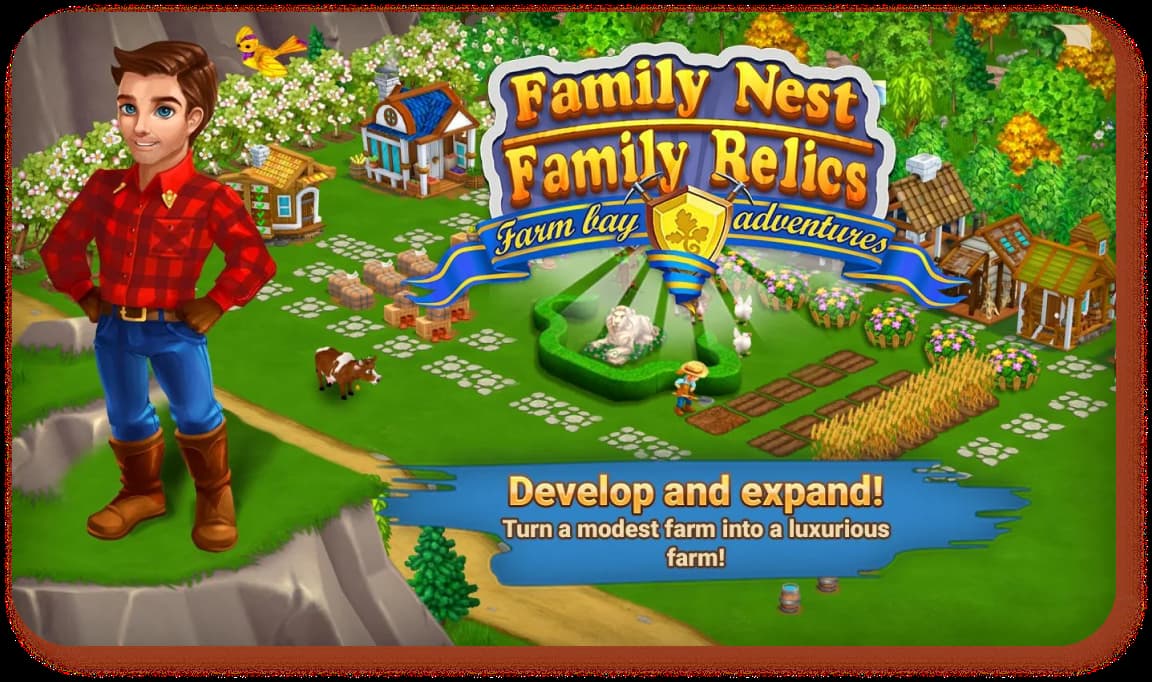 Family Nest
Family Relics
Farm bay adventures
Develop and expand!
Turn a modest farm into a luxurious
farm!